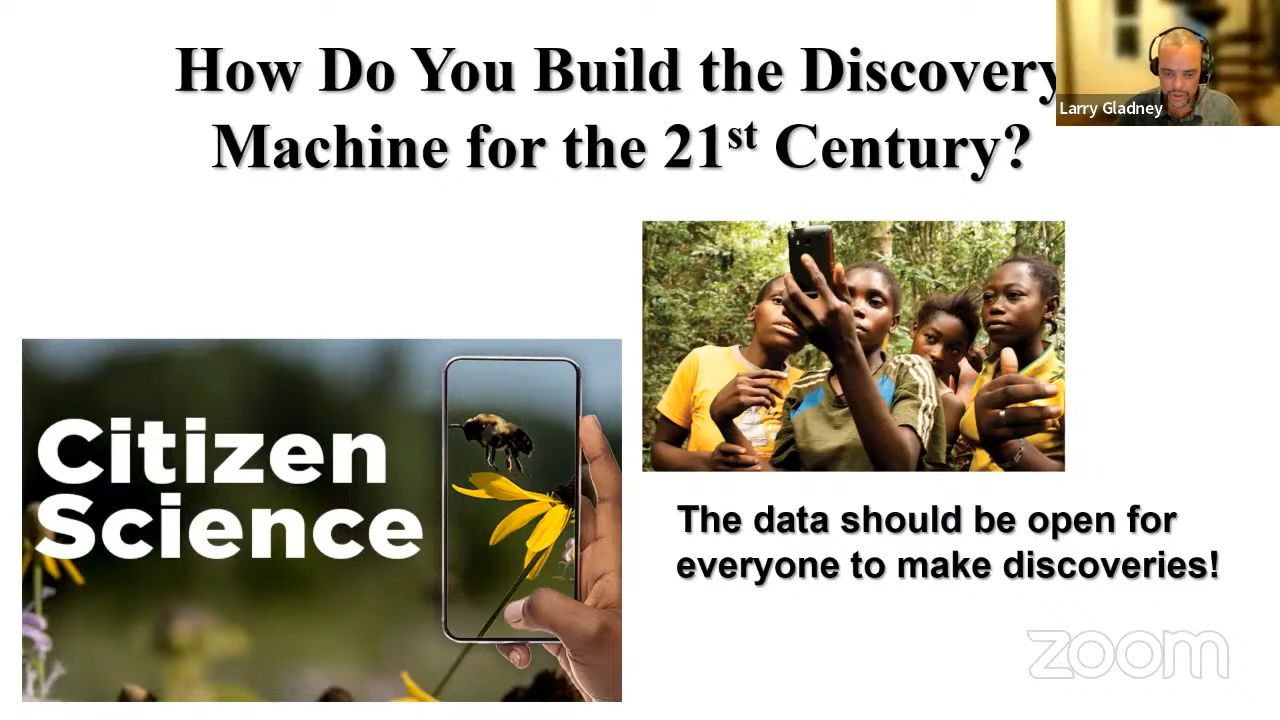 How Do You Build the Discovery
Machine for the 21st Century?
Larry Gladney
Citizen
Science
The data should be open for
everyone to make discoveries!
zoom